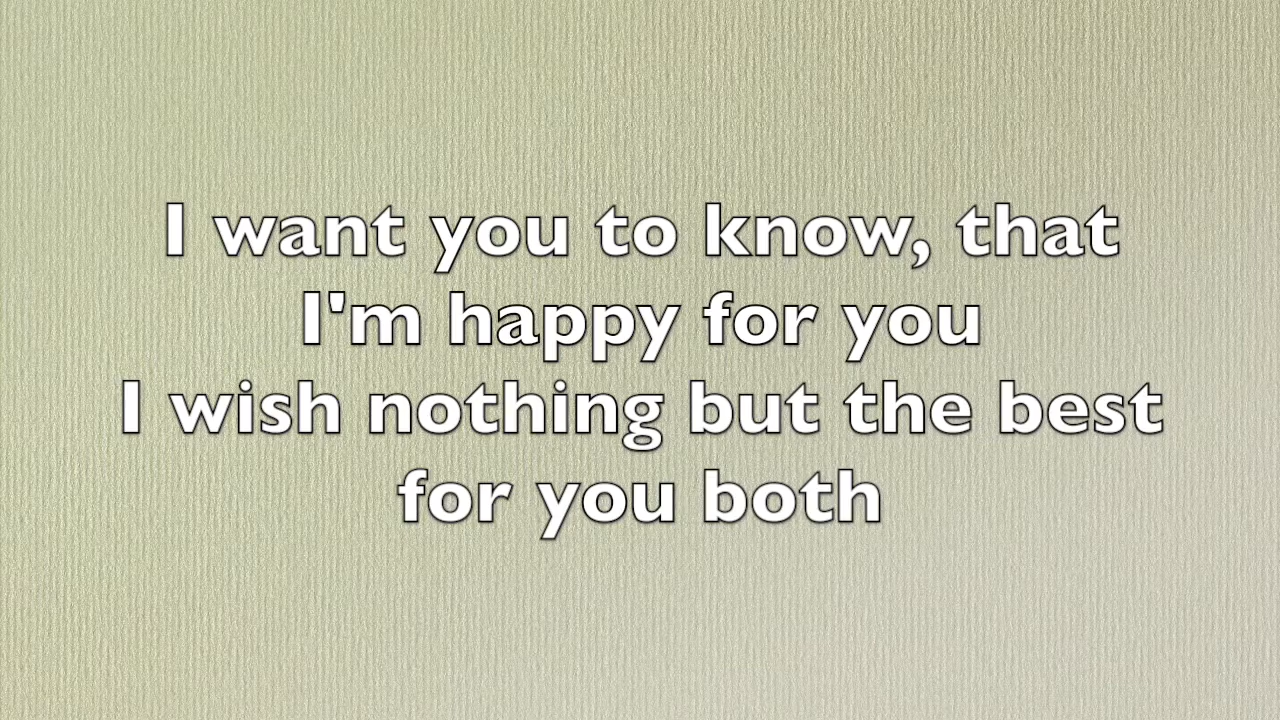 I want you to know, that
I'm happy for you
I wish nothing but the best
for you both